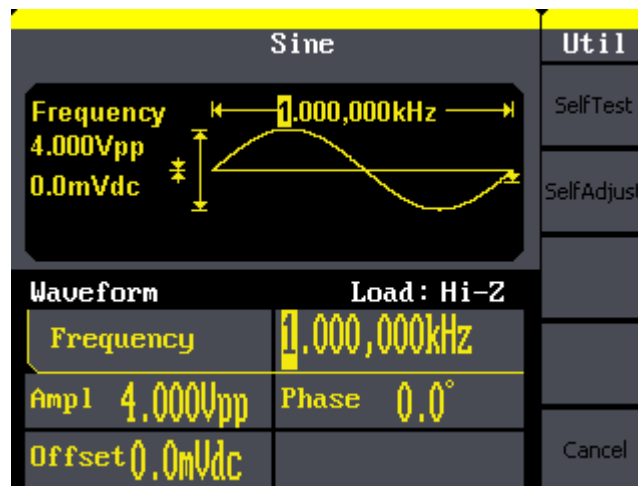 Sine
Util
Frequency
1.000,000kHz
4.000Vpp
0.0mVdc
SelfTest
SelfAdjust
Waveform
Load: Hi-Z
Frequency
1.000,000kHz
Ampl 4.000Vpp
Phase 0.0°
Offset 0.0mVdc
Cancel